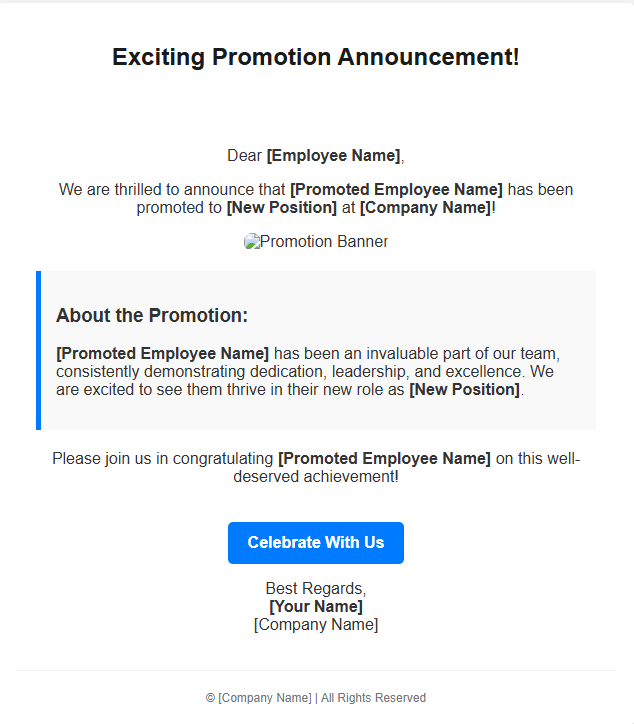 Exciting Promotion Announcement!
Dear [Employee Name],
We are thrilled to announce that [Promoted Employee Name] has been
promoted to [New Position] at [Company Name]!
Promotion Banner
About the Promotion:
[Promoted Employee Name] has been an invaluable part of our team,
consistently demonstrating dedication, leadership, and excellence. We
are excited to see them thrive in their new role as [New Position].
Please join us in congratulating [Promoted Employee Name] on this well-
deserved achievement!
Celebrate With Us
Best Regards,
[Your Name]
[Company Name]
© [Company Name] | All Rights Reserved